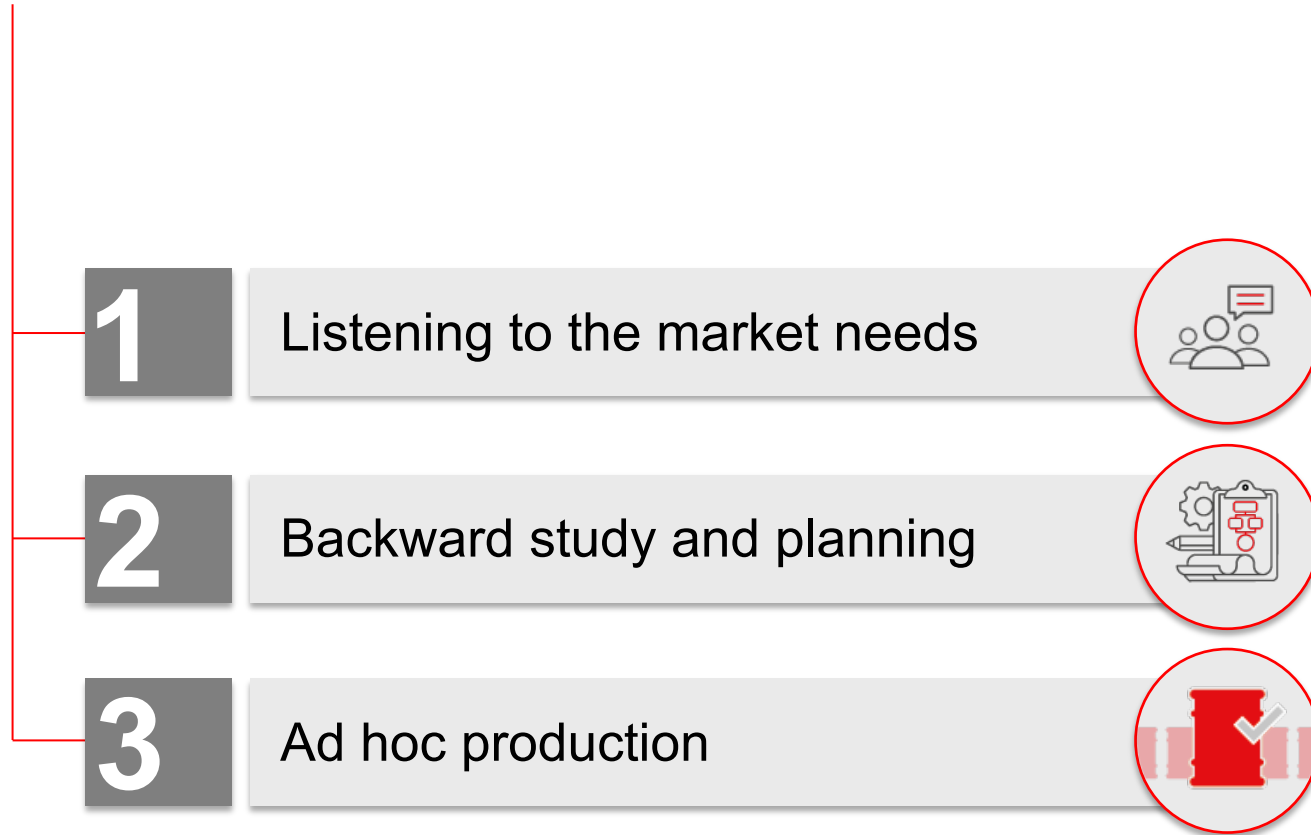 1
Listening to the market needs
2
Backward study and planning
3
Ad hoc production